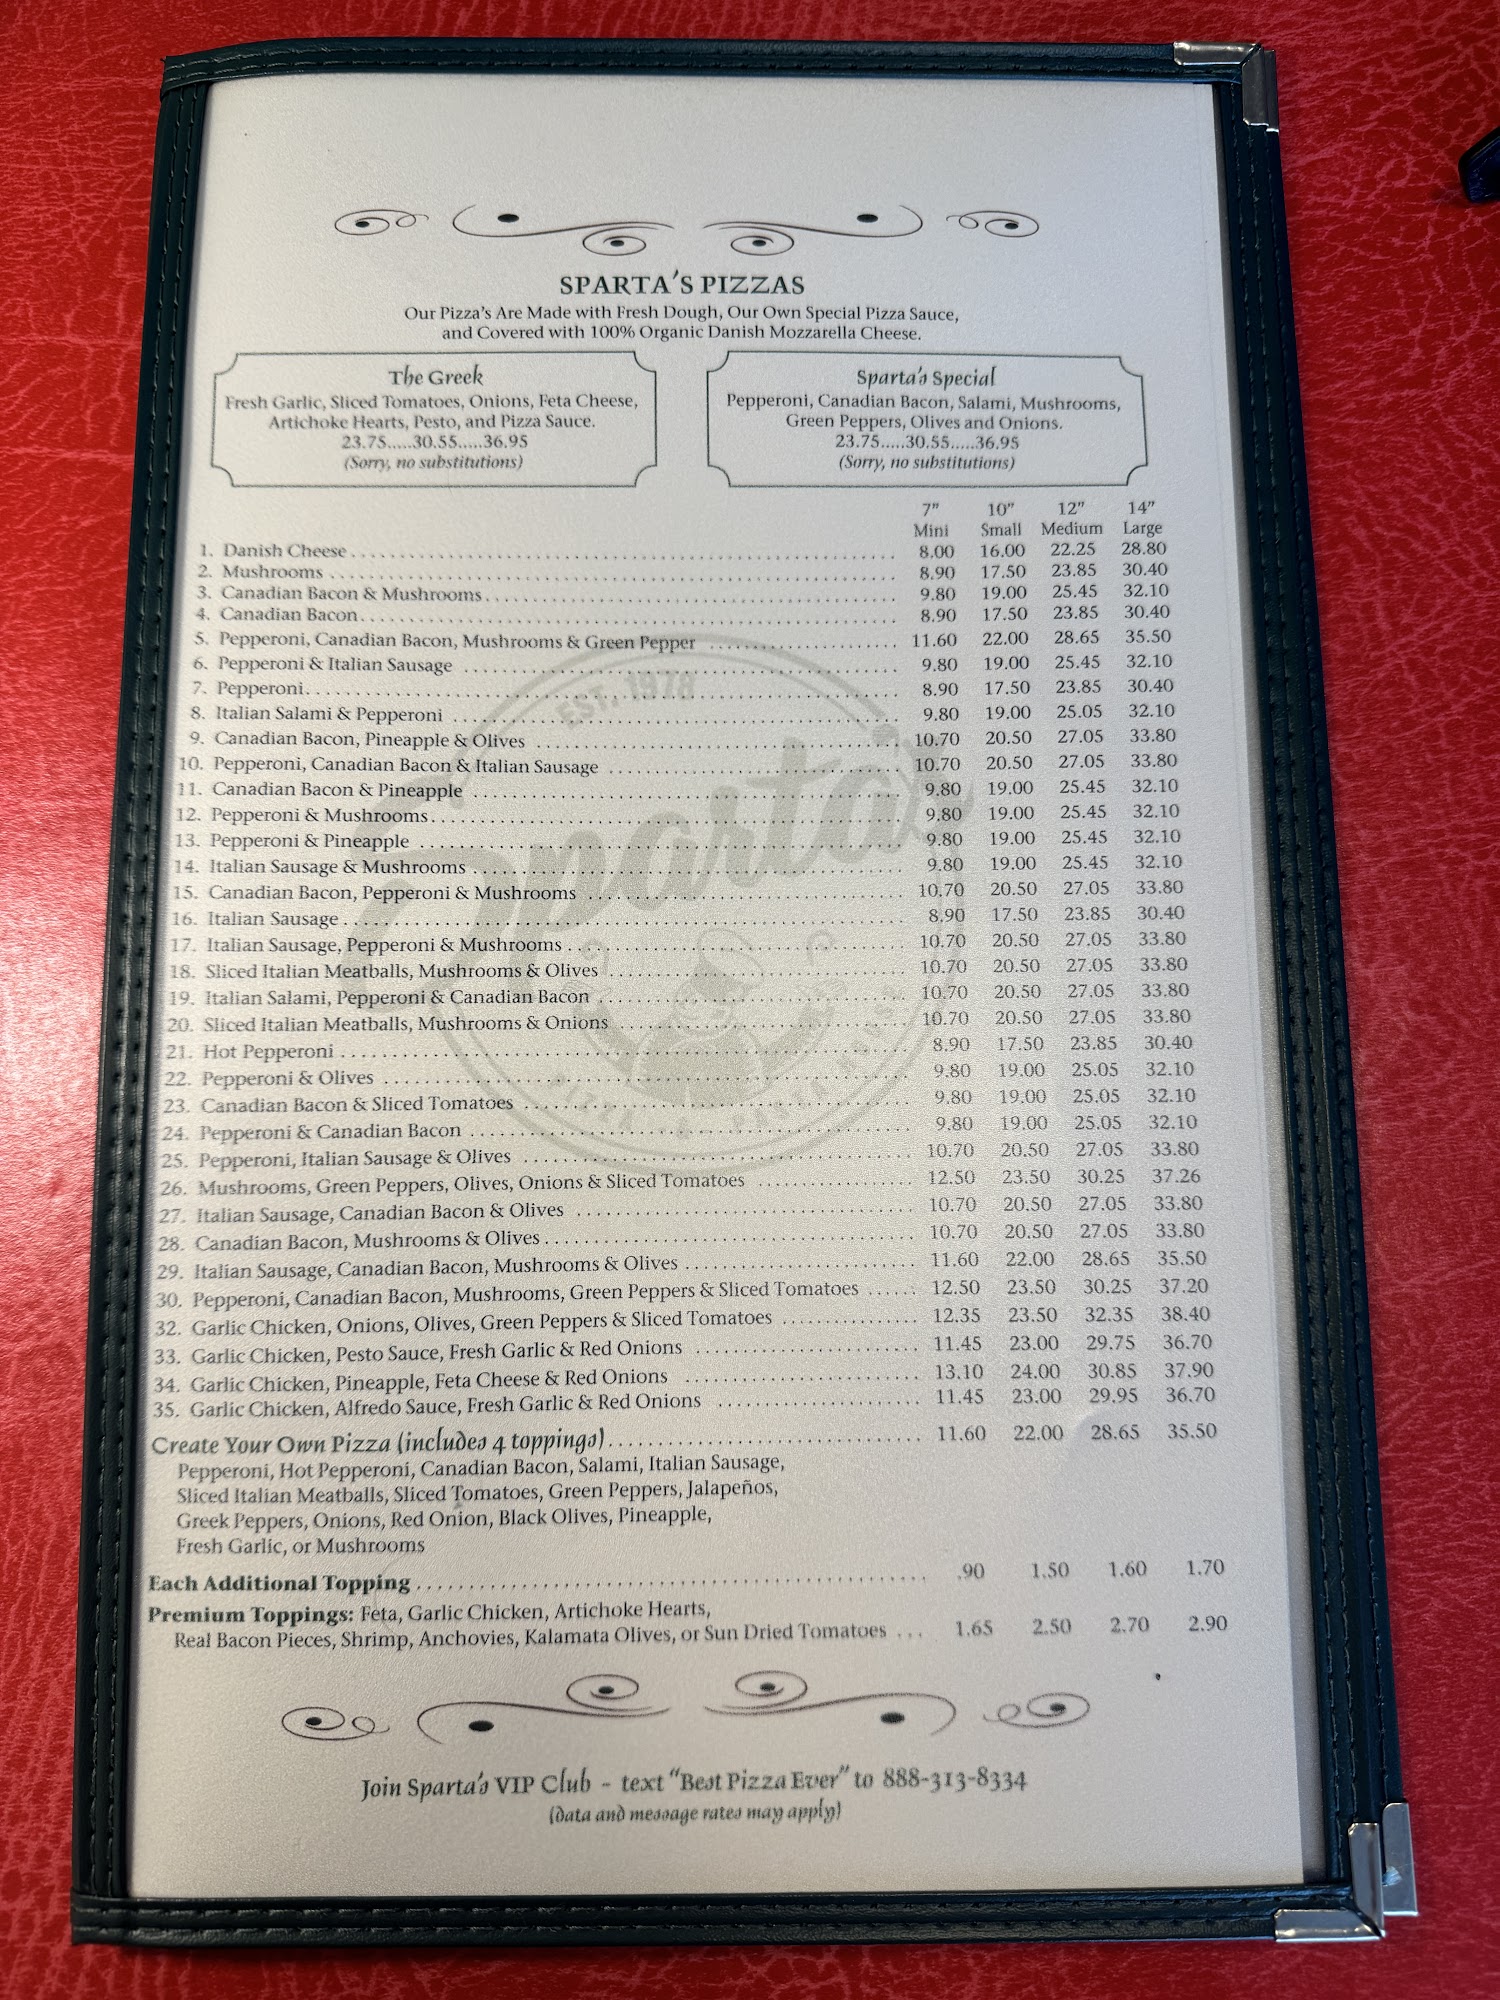 SPARTA'S PIZZAS
Our Pizza's Are Made with Fresh Dough, Our Own Special Pizza Sauce,
and Covered with 100% Organic Danish Mozzarella Cheese.
The Greek
Fresh Garlic, Sliced Tomatoes, Onions, Feta Cheese,
Artichoke Hearts, Pesto, and Pizza Sauce.
23.75.....30.55.....36.95
(Sorry, no substitutions)
Sparta's Special
Pepperoni, Canadian Bacon, Salami, Mushrooms,
Green Peppers, Olives and Onions.
23.75.....30.55.....36.95
(Sorry, no substitutions)
7" 10" 12" 14"
Mini Small Medium Large
1. Danish Cheese 8.00 16.00 22.25 28.80
2. Mushrooms 8.90 17.50 23.85 30.40
3. Canadian Bacon & Mushrooms 9.80 19.00 25.45 32.10
4. Canadian Bacon 8.90 17.50 23.85 30.40
5. Pepperoni, Canadian Bacon, Mushrooms & Green Pepper 11.60 22.00 28.65 35.50
6. Pepperoni & Italian Sausage 9.80 19.00 25.45 32.10
7. Pepperoni 8.90 17.50 23.85 30.40
8. Italian Salami & Pepperoni 9.80 19.00 25.05 32.10
9. Canadian Bacon, Pineapple & Olives 10.70 20.50 27.05 33.80
10. Pepperoni, Canadian Bacon & Italian Sausage 10.70 20.50 27.05 33.80
11. Canadian Bacon & Pineapple 9.80 19.00 25.45 32.10
12. Pepperoni & Mushrooms 9.80 19.00 25.45 32.10
13. Pepperoni & Pineapple 9.80 19.00 25.45 32.10
14. Italian Sausage & Mushrooms 9.80 19.00 25.45 32.10
15. Canadian Bacon, Pepperoni & Mushrooms 10.70 20.50 27.05 33.80
16. Italian Sausage 8.90 17.50 23.85 30.40
17. Italian Sausage, Pepperoni & Mushrooms 10.70 20.50 27.05 33.80
18. Sliced Italian Meatballs, Mushrooms & Olives 10.70 20.50 27.05 33.80
19. Italian Salami, Pepperoni & Canadian Bacon 10.70 20.50 27.05 33.80
20. Sliced Italian Meatballs, Mushrooms & Onions 10.70 20.50 27.05 33.80
21. Hot Pepperoni 8.90 17.50 23.85 30.40
22. Pepperoni & Olives 9.80 19.00 25.05 32.10
23. Canadian Bacon & Sliced Tomatoes 9.80 19.00 25.05 32.10
24. Pepperoni & Canadian Bacon 9.80 19.00 25.05 32.10
25. Pepperoni, Italian Sausage & Olives 10.70 20.50 27.05 33.80
26. Mushrooms, Green Peppers, Olives, Onions & Sliced Tomatoes 12.50 23.50 30.25 37.26
27. Italian Sausage, Canadian Bacon & Olives 10.70 20.50 27.05 33.80
28. Canadian Bacon, Mushrooms & Olives 10.70 20.50 27.05 33.80
29. Italian Sausage, Canadian Bacon, Mushrooms & Olives 11.60 22.00 28.65 35.50
30. Pepperoni, Canadian Bacon, Mushrooms, Green Peppers & Sliced Tomatoes 12.50 23.50 30.25 37.20
32. Garlic Chicken, Onions, Olives, Green Peppers & Sliced Tomatoes 12.35 23.50 32.35 38.40
33. Garlic Chicken, Pesto Sauce, Fresh Garlic & Red Onions 11.45 23.00 29.75 36.70
34. Garlic Chicken, Pineapple, Feta Cheese & Red Onions 13.10 24.00 30.85 37.90
35. Garlic Chicken, Alfredo Sauce, Fresh Garlic & Red Onions 11.45 23.00 29.95 36.70
Create Your Own Pizza (includes 4 toppings) 11.60 22.00 28.65 35.50
Pepperoni, Hot Pepperoni, Canadian Bacon, Salami, Italian Sausage,
Sliced Italian Meatballs, Sliced Tomatoes, Green Peppers, Jalapeños,
Greek Peppers, Onions, Red Onion, Black Olives, Pineapple,
Fresh Garlic, or Mushrooms
Each Additional Topping .90 1.50 1.60 1.70
Premium Toppings: Feta, Garlic Chicken, Artichoke Hearts,
Real Bacon Pieces, Shrimp, Anchovies, Kalamata Olives, or Sun Dried Tomatoes ... 1.65 2.50 2.70 2.90
EST. 1978
Sparta's
Join Sparta's VIP Club - text "Best Pizza Ever" to 888-313-8334
(data and message rates may apply)